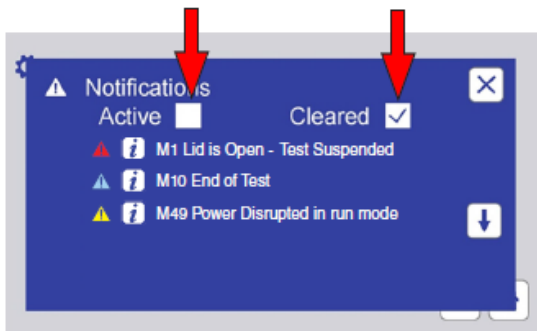 Notifications
Active Cleared
M1 Lid is Open - Test Suspended
M10 End of Test
M49 Power Disrupted in run mode